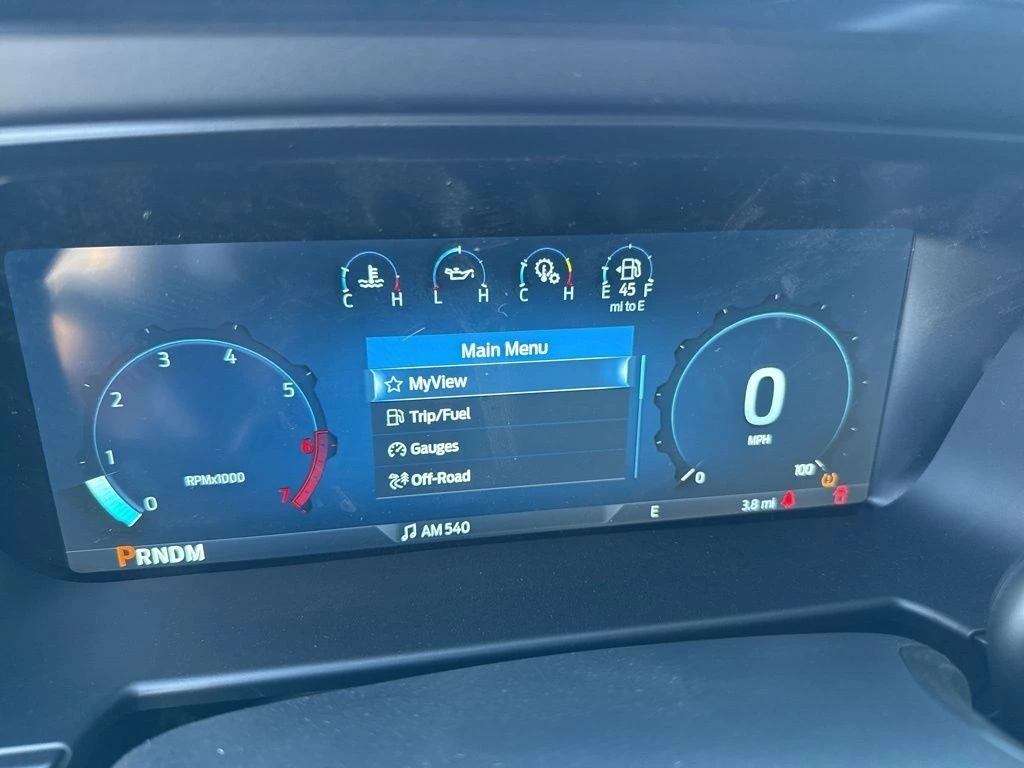 C H
L H
C H
E 45 F
mi to E
Main Menu
MyView
Trip/Fuel
Gauges
Off-Road
0
1
2
3
4
5
6
7
RPMx1000
0
MPH
0
100
PRNDM
AM 540
E
3.8 mi